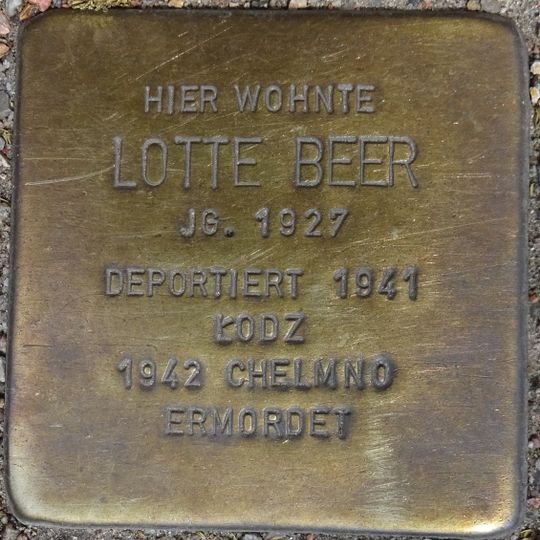 HIER WOHNTE
LOTTE BEER
JG. 1927
DEPORTIERT 1941
ŁODZ
1942 CHELMNO
ERMORDET